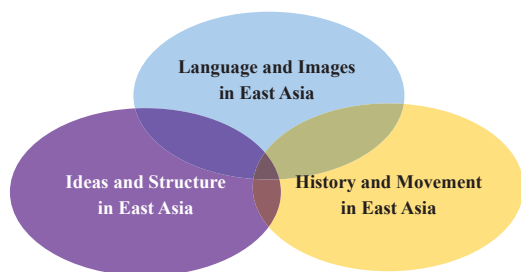 Language and Images
in East Asia
Ideas and Structure
in East Asia
History and Movement
in East Asia